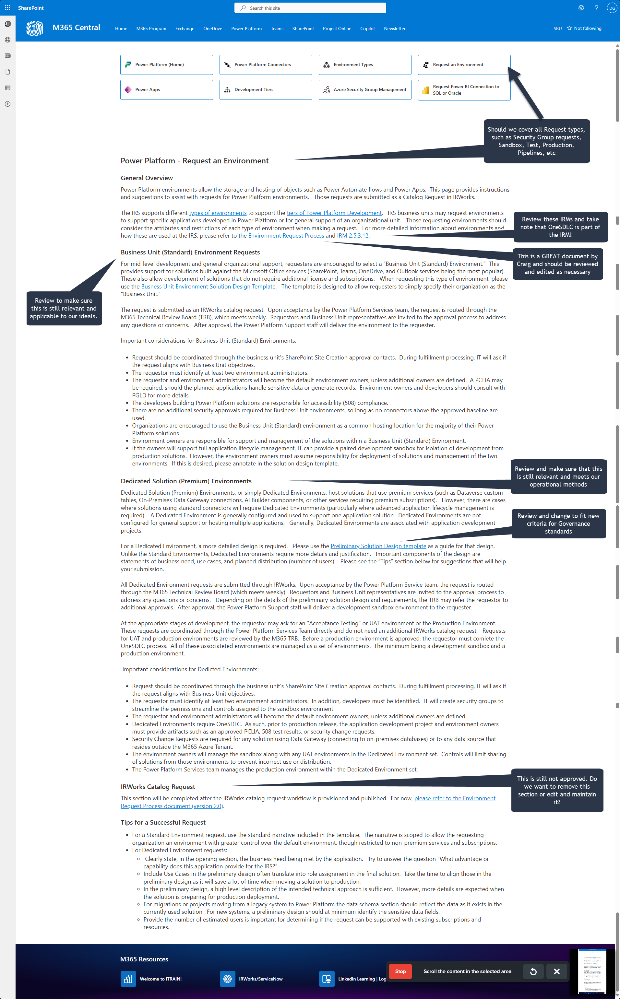 SharePoint
Search this site
DG
M365 Central
Home
M365 Program
Exchange
OneDrive
Power Platform
Teams
SharePoint
Project Online
Copilot
Newsletters
SBU
Not following
Power Platform (Home)
Power Platform Connectors
Environment Types
Request an Environment
Power Apps
Development Tiers
Azure Security Group Management
Request Power BI Connection to
SQL or Oracle
Should we cover all Request types,
such as Security Group requests,
Sandbox, Test, Production,
Pipelines, etc
Power Platform - Request an Environment
General Overview
Power Platform environments allow the storage and hosting of objects such as Power Automate flows and Power Apps. This page provides instructions
and suggestions to assist with requests for Power Platform environments. Those requests are submitted as a Catalog Request in IRWorks.
The IRS supports different types of environments to support the tiers of Power Platform Development. IRS business units may request environments
to support specific applications developed in Power Platform or for general support of an organizational unit. Those requesting environments should
consider the attributes and restrictions of each type of environment when making a request. For more detailed information about environments and
how these are used at the IRS, please refer to the Environment Request Process and IRM 2.5.3.12.
Review these IRMs and take
note that OneSDLC is part of
the IRM!
This is a GREAT document by
Craig and should be reviewed
and edited as necessary
Business Unit (Standard) Environment Requests
For mid-level development and general organizational support, requesters are encouraged to select a “Business Unit (Standard) Environment.” This
provides support for solutions built against the Microsoft Office services (SharePoint, Teams, OneDrive, and Outlook services being the most popular).
These also allow development of solutions that do not require additional license and subscriptions. When requesting this type of environment, please
use the Busness Unit Environment Solution Design Template. The template is designed to allow requesters to simply specify their organization as the
“Business Unit.”
Review to make sure
this is still relevant and
applicable to our ideals.
The request is submitted as an IRWorks catalog request. Upon acceptance by the Power Platform Services team, the request is routed through the
M365 Technical Review Board (TRB), which meets weekly. Requestors and Business Unit representatives are invited to the approval process to address
any questions or concerns. After approval, the Power Platform Support staff will deliver the environment to the requester.
Important considerations for Business Unit (Standard) Environments:
• Request should be coordinated through the business unit's SharePoint Site Creation approval contacts. During fulfillment processing, IT will ask if
the request aligns with Business Unit objectives.
• The requestor must identify at least two environment administrators.
• The requestor and environment administrators will become the default environment owners, unless additional owners are defined. A PCLIA may
be required, should the planned applications handle sensitive data or generate records. Environment owners and developers should consult with
PGLD for more details.
• The developers building Power Platform solutions are responsible for accessibility (508) compliance.
• There are no additional security approvals required for Business Unit environments, so long as no connectors above the approved baseline are
used.
• Organizations are encouraged to use the Business Unit (Standard) environment as a common hosting location for the majority of their Power
Platform solutions.
• Environment owners are responsible for support and management of the solutions within a Business Unit (Standard) Environment.
• If the owners will support full application lifecycle management, IT can provide a paired development sandbox for isolation of development from
production solutions. However, the environment owners must assume responsibility for deployment of solutions and management of the two
environments. If this is desired, please annotate in the solution design template.
Dedicated Solution (Premium) Environments
Review and make sure that this
is still relevant and meets our
operational methods
Dedicated Solution (Premium) Environments, or simply Dedicated Environments, host solutions that use premium services (such as Dataverse custom
tables, On-Premises Data Gateway connections, AI Builder components, or other services requiring premium subscriptions). However, there are cases
where solutions using standard connectors will require Dedicated Environments (particularly where advanced application lifecycle management is
required). A Dedicated Environment is generally configured and used to support one application solution. Dedicated Environments are not
configured for general support or hosting multiple applications. Generally, Dedicated Environments are associated with application development
projects.
Review and change to fit new
criteria for Governance
standards
For a Dedicated Environment, a more detailed design is required. Please use the Preliminary Solution Design template as a guide for that design.
Unlike the Standard Environments, Dedicated Environments require more details and justification. Important components of the design are
statements of business need, use cases, and planned distribution (number of users). Please see the “Tips” section below for suggestions that will help
your submission.
All Dedicated Environment requests are submitted through IRWorks. Upon acceptance by the Power Platform Service team, the request is routed
through the M365 Technical Review Board (which meets weekly). Requestors and Business Unit representatives are invited to the approval process to
address any questions or concerns. Depending on the details of the preliminary solution design and requirements, the TRB may refer the requestor to
additional approvals. After approval, the Power Platform Support staff will deliver a development sandbox environment to the requester.
At the appropriate stages of development, the requestor may ask for an "Acceptance Testing" or UAT environment or the Production Environment.
These requests are coordinated through the Power Platform Services Team directly and do not need an additional IRWorks catalog request. Requests
for UAT and production environments are reviewed by the M365 TRB. Before a production environment is approved, the requestor must comlete the
OneSDLC process. All of these associateted environments are managed as a set of environments. The minimum being a development sandbox and a
production environment.
Important considerations for Dedicted Enviornments:
• Request should be coordinated through the business unit's SharePoint Site Creation approval contacts. During fulfillment processing, IT will ask if
the request aligns with Business Unit objectives.
• The requestor must identify at least two environment administrators. In addition, developers must be identified. IT will create security groups to
streamline the permissions and controls assigned to the sandbox environment.
• The requestor and environment administrators will become the default environment owners, unless additional owners are defined.
• Dedicated Environments require OneSDLC. As such, prior to production release, the application development project and environment owners
must provide artifacts such as an approved PCLIA, 508 test results, or security change requests.
• Security Change Requests are required for any solution using Data Gateway (connecting to on-premises databases) or to any data source that
resides outside the M365 Azure Tenant.
• The environment owners will manage the sandbox along with any UAT environments in the Dedicated Environment set. Controls will limit sharing
of solutions from those environments to prevent incorrect use or distribution.
• The Power Platform Services team manages the production environment within the Dedicated Environment set.
IRWorks Catalog Request
This is still not approved. Do
we want to remove this
section or edit and maintain
it?
This section will be completed after the IRWorks catalog request workflow is provisioned and published. For now, please refer to the Environment
Request Process document (version 2.0).
Tips for a Successful Request
• For a Standard Environment request, use the standard narrative included in the template. The narrative is scoped to allow the requesting
organization an environment with greater control over the default environment, though restricted to non-premium services and subscriptions.
• For Dedicated Environment requests:
◦ Clearly state, in the opening section, the business need being met by the application. Try to answer the question “What advantage or
capability does this application provide for the IRS?”
◦ Include Use Cases in the preliminary design often translate into role assignment in the final solution. Take the time to align those in the
preliminary design as it will save a lot of time when moving a solution to production.
◦ In the preliminary design, a high level description of the intended technical approach is sufficient. However, more details are expected when
the solution is preparing for production deployment.
◦ For migrations or projects moving from a legacy system to Power Platform the data schema section should reflect the data as it exists in the
currently used solution. For new systems, a preliminary design should at minimum identify the sensitive data fields.
◦ Provide the number of estimated users is important for determining if the request can be supported with existing subscriptions and
resources.
M365 Resources
Welcome to iTRAIN!
IRWorks/ServiceNow
LinkedIn Learning | Log
Stop
Scroll the content in the selected area